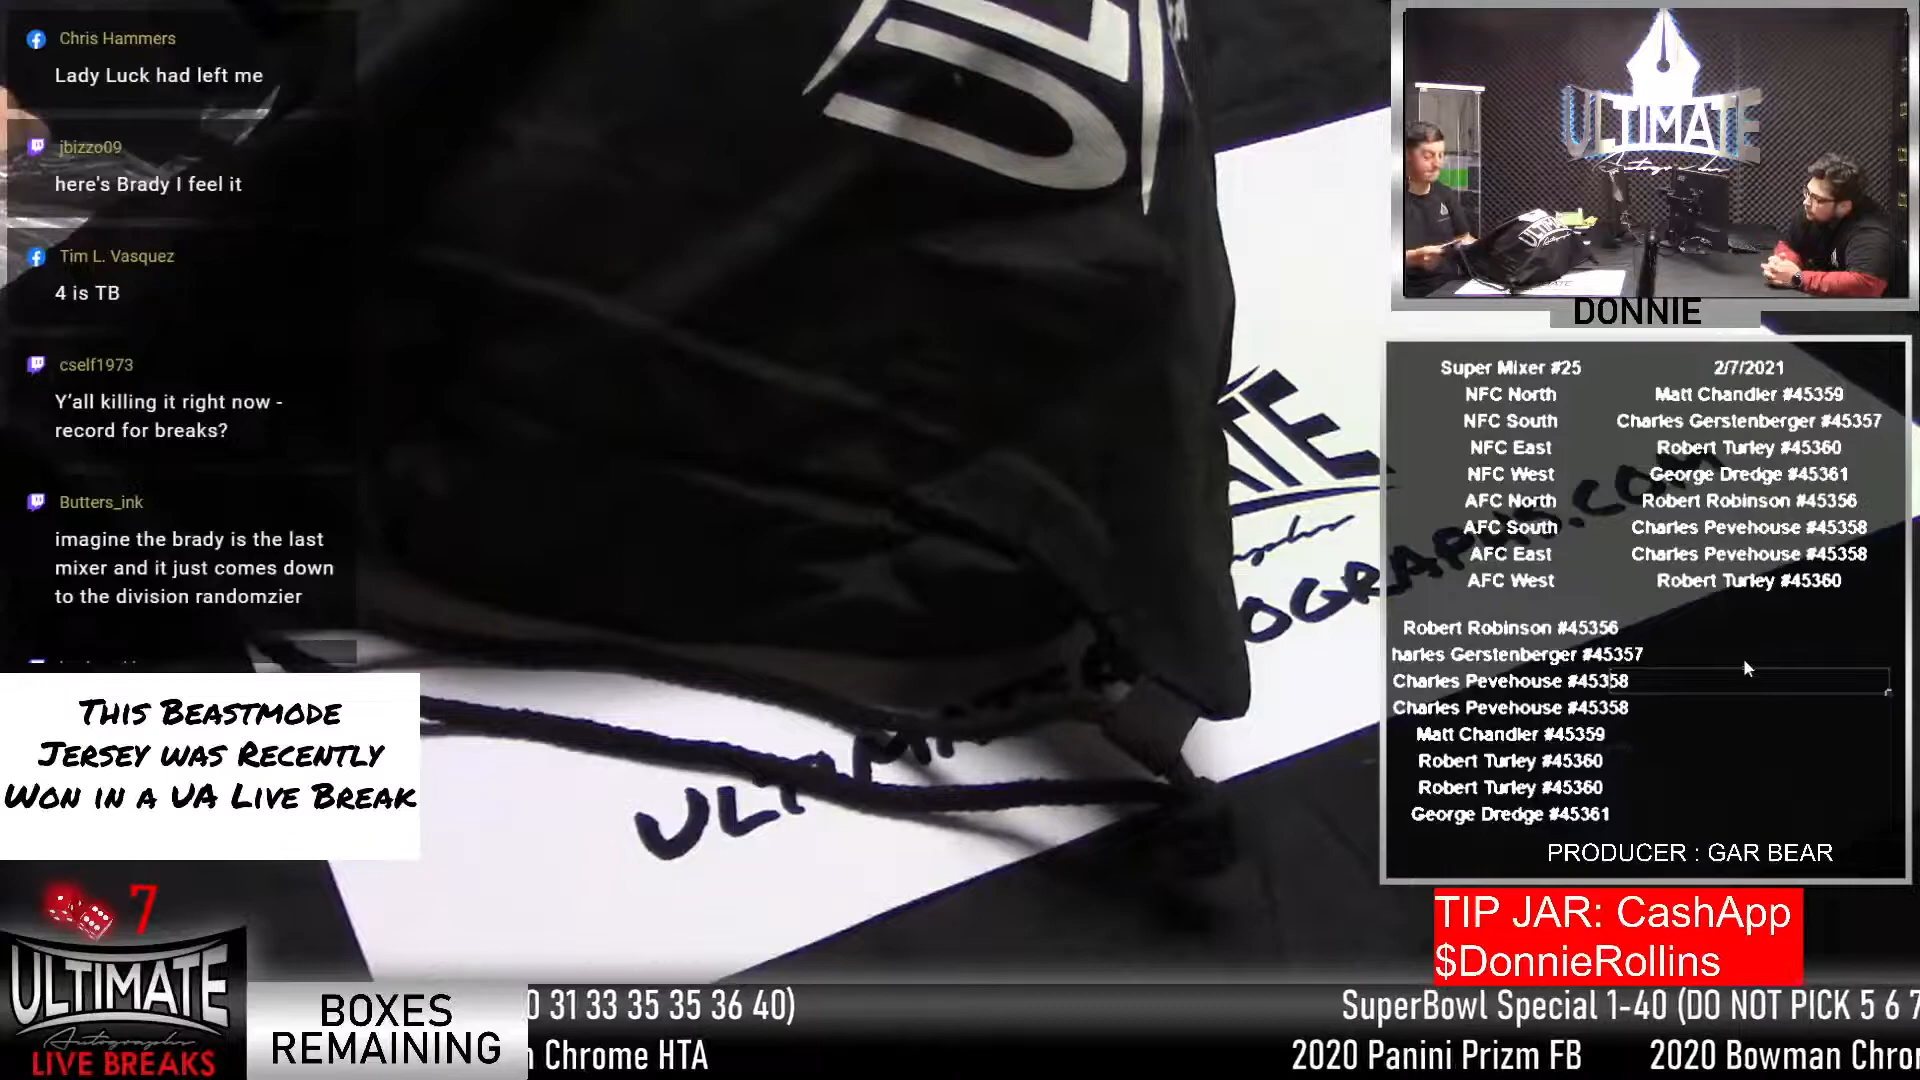 Chris Hammers
Lady Luck had left me
jbizzo09
here's Brady I feel it
Tim L. Vasquez
4 is TB
cself1973
Y'all killing it right now -
record for breaks?
Butters_ink
imagine the brady is the last
mixer and it just comes down
to the division randomzier
This Beastmode
Jersey was Recently
Won in a UA Live Break
7
ULTIMATE
Autographs
LIVE BREAKS
BOXES
REMAINING
0 31 33 35 35 36 40)
SuperBowl Special 1-40 (DO NOT PICK 5 6 7
n Chrome HTA
2020 Panini Prizm FB
2020 Bowman Chro
ULTIMATE
Autographs
DONNIE
Super Mixer #25 2/7/2021
NFC North Matt Chandler #45359
NFC South Charles Gerstenberger #45357
NFC East Robert Turley #45360
NFC West George Dredge #45361
AFC North Robert Robinson #45356
AFC South Charles Pevehouse #45358
AFC East Charles Pevehouse #45358
AFC West Robert Turley #45360
Robert Robinson #45356
harles Gerstenberger #45357
Charles Pevehouse #45358
Charles Pevehouse #45358
Matt Chandler #45359
Robert Turley #45360
Robert Turley #45360
George Dredge #45361
PRODUCER : GAR BEAR
TIP JAR: CashApp
$DonnieRollins